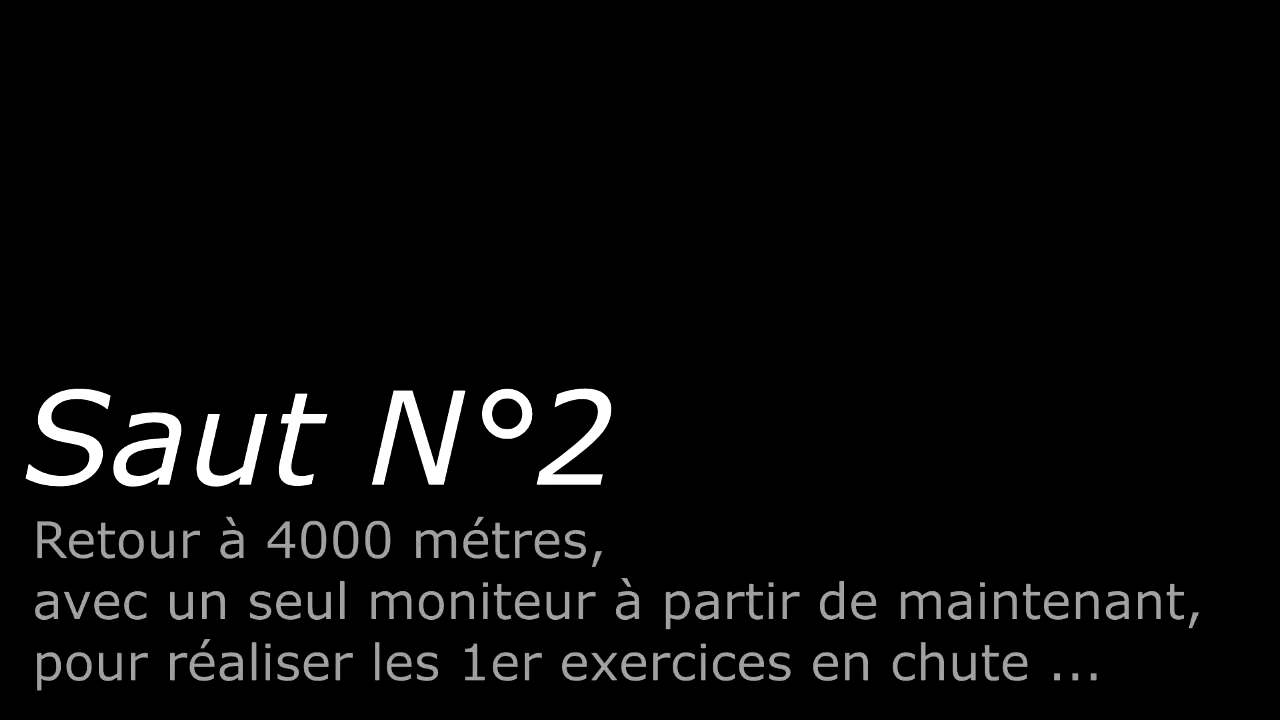 Saut N°2
Retour à 4000 métres,
avec un seul moniteur à partir de maintenant,
pour réaliser les 1er exercices en chute ...